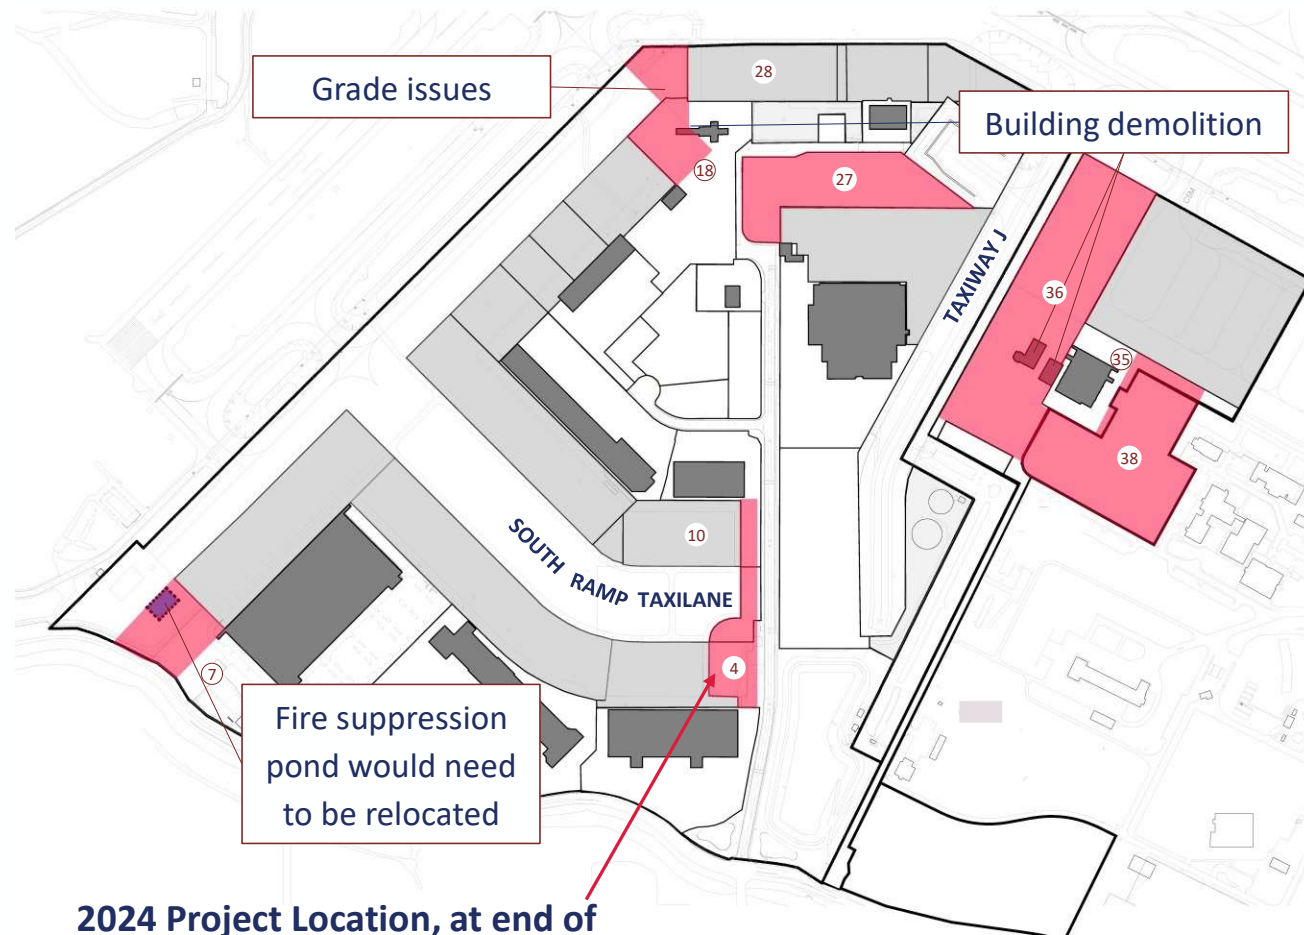 28
Grade issues
Building demolition
18
27
TAXIWAY J
36
35
38
10
SOUTH RAMP TAXILANE
4
7
Fire suppression
pond would need
to be relocated
2024 Project Location, at end of